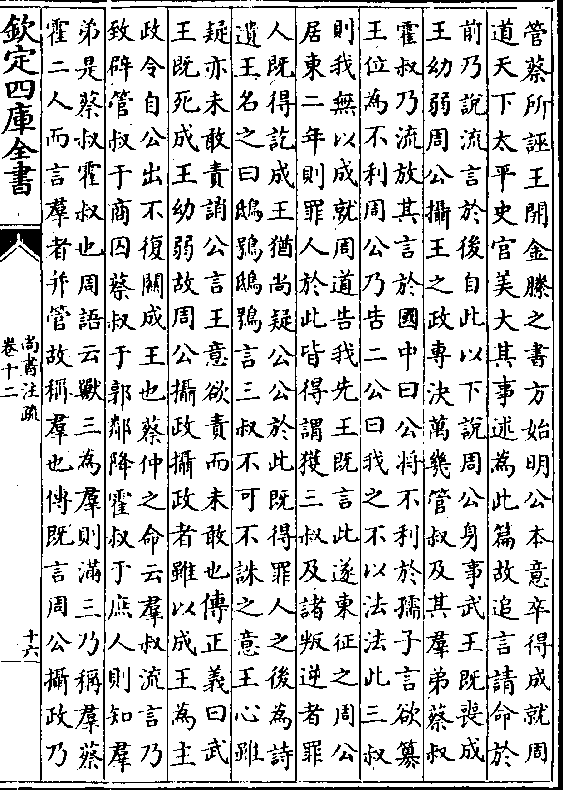 管蔡所誣王開金縢之書方始明公本意卒得成就周
道天下太平史官美大其事述為此篇故追言請命於
前乃說流言於後自此以下說周公身事武王既喪成
王幼弱周公攝王之政專決萬幾管叔及其羣弟蔡叔
霍叔乃流放其言於國中曰公將不利於孺子言欲篡
王位為不利周公乃告二公曰我之不以法法此三叔
則我無以成就周道告我先王既言此遂東征之周公
居東二年則罪人於此皆得謂獲三叔及諸叛逆者罪
人既得訖成王猶尚疑公公於此既得罪人之後為詩
遺王名之曰鴟鴞鴟鴞言三叔不可不誅之意王心雖
疑亦未敢責誚公言王意欲責而未敢也傳正義曰武
王既死成王幼弱故周公攝政攝政者雖以成王為主
政令自公出不復關成王也蔡仲之命云羣叔流言乃
致辟管叔于商囚蔡叔于郭鄰降霍叔于庶人則知羣
弟是蔡叔霍叔也周語云獸三為羣則滿三乃稱羣蔡
霍二人而言羣者并管故稱羣也傳既言周公攝政乃
欽定四庫全書
尚書注疏
卷十二
十六